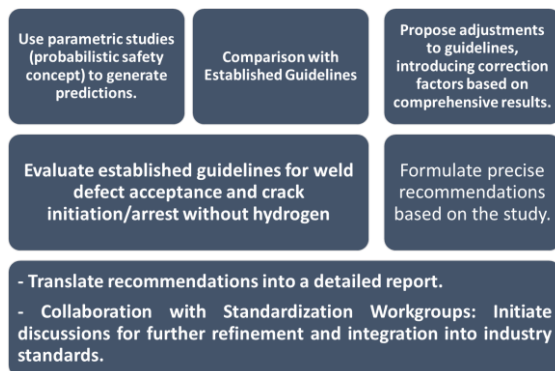 Use parametric studies
(probabilistic safety
concept) to generate
predictions.
Comparison with
Established Guidelines
Propose adjustments
to guidelines,
introducing correction
factors based on
comprehensive results.
Evaluate established guidelines for weld
defect acceptance and crack
initiation/arrest without hydrogen
Formulate precise
recommendations
based on the study.
- Translate recommendations into a detailed report.
- Collaboration with Standardization Workgroups: Initiate
discussions for further refinement and integration into industry
standards.